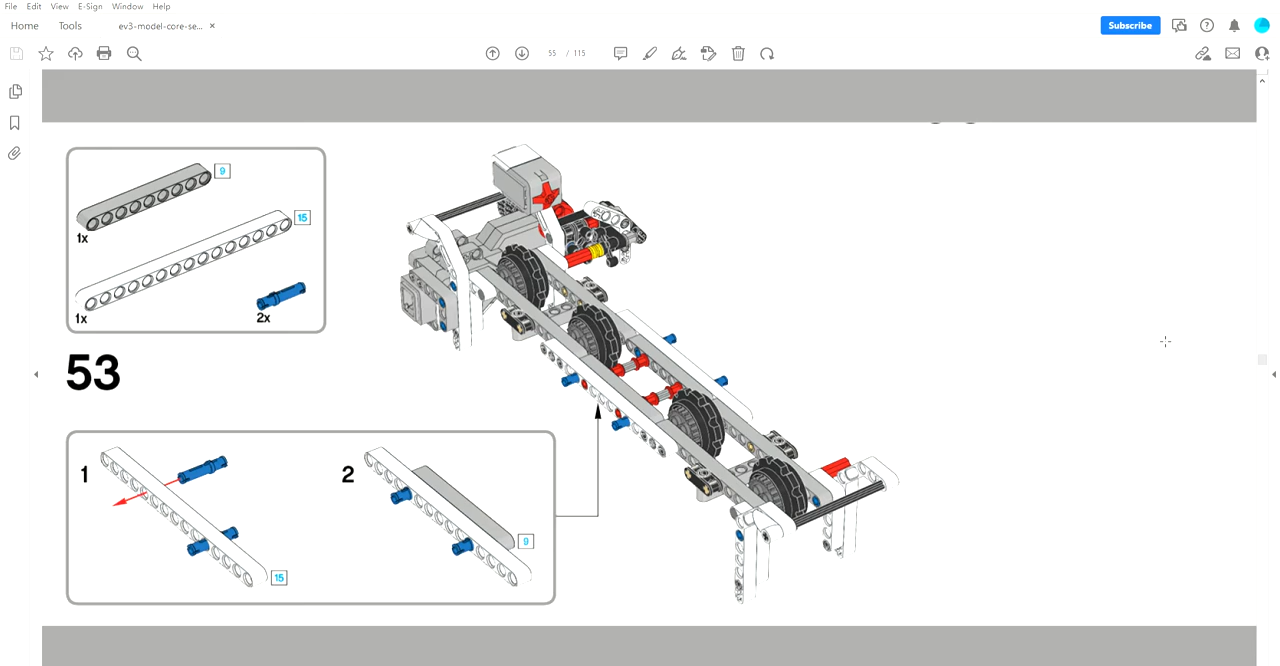 File Edit View E-Sign Window Help
Home Tools ev3-model-core-se... ×
Subscribe
55 / 115
9
15
1x
1x
2x
53
1
2
9
15